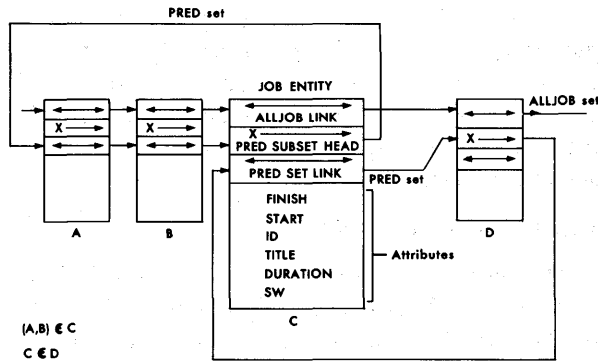 PRED set
JOB ENTITY
ALLJOB LINK
ALLJOB set
X
X
X
X
PRED SUBSET HEAD
PRED SET LINK
PRED set
FINISH
START
ID
TITLE
DURATION
SW
Attributes
A
B
C
D
(A,B) ∈ C
C ∈ D